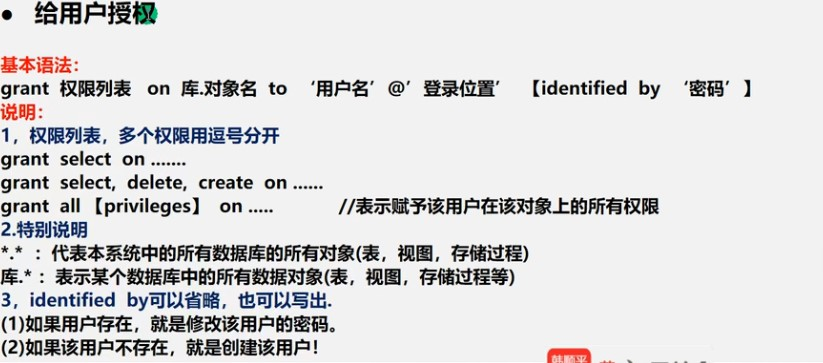 ● 给用户授权
基本语法：
grant 权限列表 on 库.对象名 to ‘用户名’@’登录位置’ 【identified by ‘密码’】
说明：
1，权限列表，多个权限用逗号分开
grant select on .......
grant select, delete, create on ......
grant all 【privileges】 on ..... //表示赋予该用户在该对象上的所有权限
2.特别说明
*.* ：代表本系统中的所有数据库的所有对象(表，视图，存储过程)
库.*：表示某个数据库中的所有数据对象(表，视图，存储过程等)
3，identified by可以省略，也可以写出.
(1)如果用户存在，就是修改该用户的密码。
(2)如果该用户不存在，就是创建该用户！
韩顺平